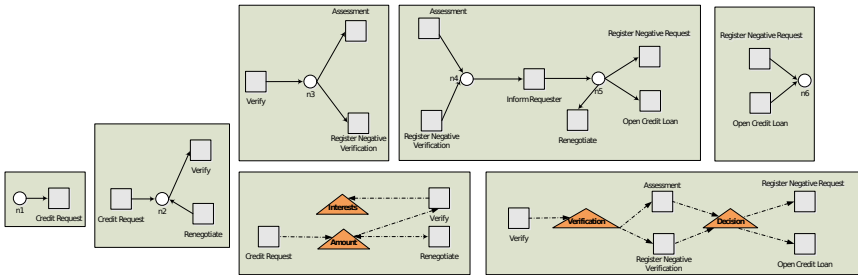 n1
Credit Request
Credit Request
n2
Verify
Renegotiate
Assessment
Verify
n3
Register Negative
Verification
Assessment
n4
Register Negative
Verification
Inform Requester
n5
Register Negative Request
Open Credit Loan
Renegotiate
Register Negative Request
Open Credit Loan
n6
Interests
Verify
Credit Request
Amount
Renegotiate
Verify
Verification
Assessment
Register Negative
Verification
Decision
Register Negative Request
Open Credit Loan